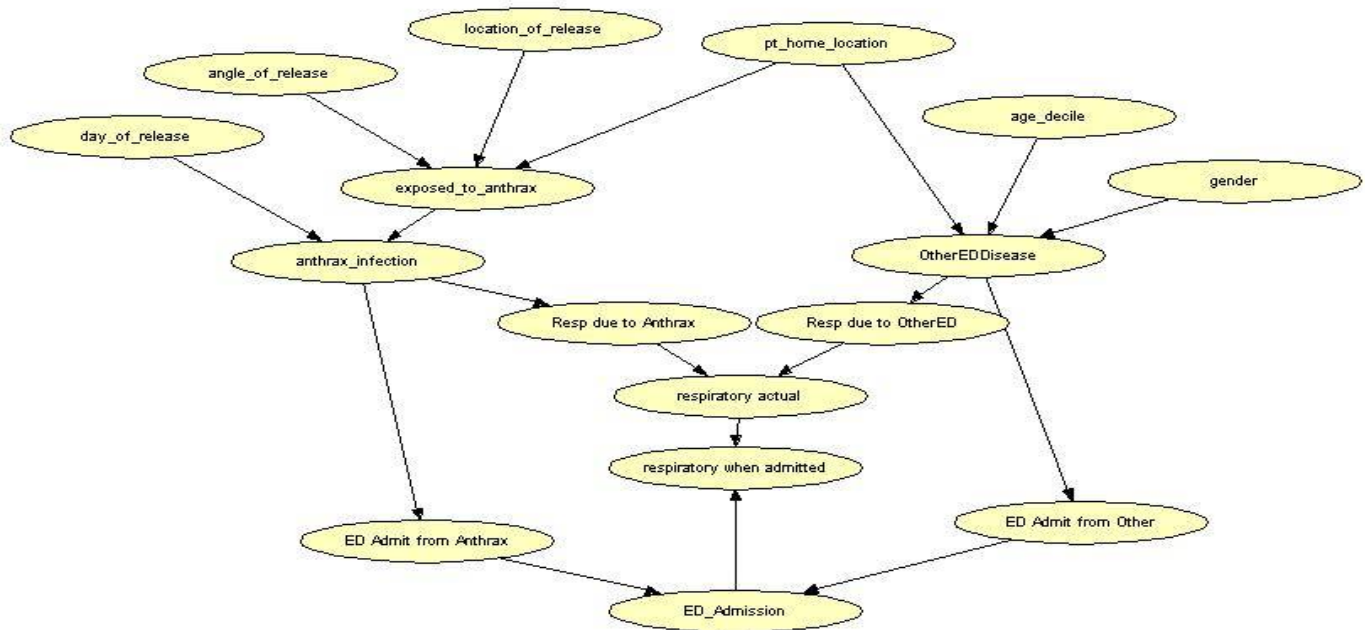 location_of_release
pt_home_location
angle_of_release
age_decile
day_of_release
exposed_to_anthrax
gender
anthrax_infection
OtherEDDisease
Resp due to Anthrax
Resp due to OtherED
respiratory actual
respiratory when admitted
ED Admit from Other
ED Admit from Anthrax
ED_Admission